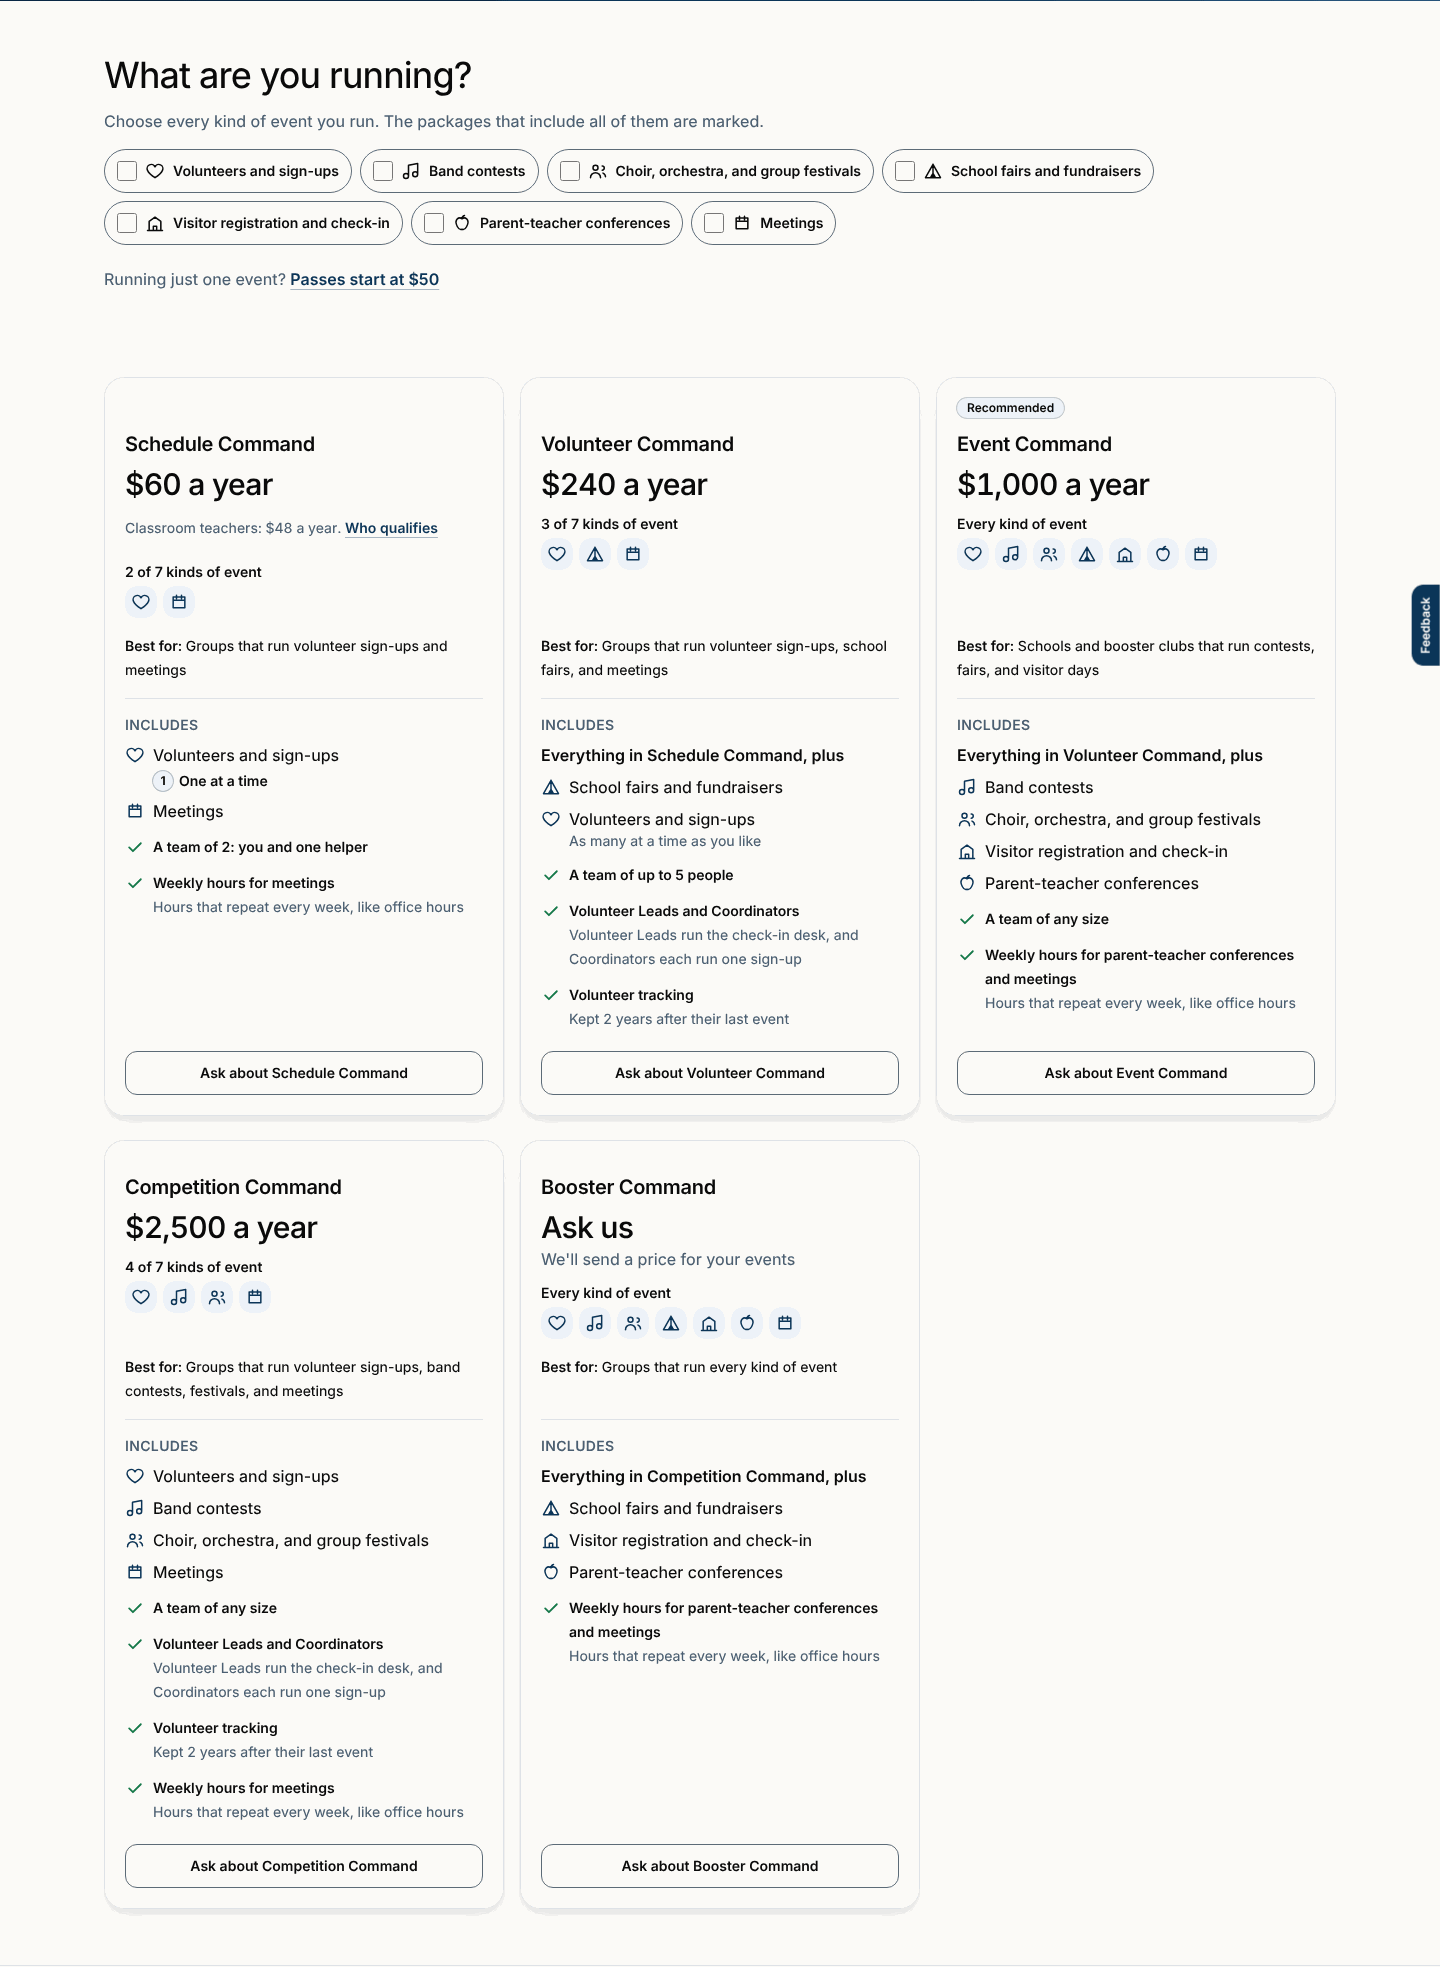 What are you running?
Choose every kind of event you run. The packages that include all of them are marked.
Volunteers and sign-ups
Band contests
Choir, orchestra, and group festivals
School fairs and fundraisers
Visitor registration and check-in
Parent-teacher conferences
Meetings
Running just one event? Passes start at $50
Schedule Command
$60 a year
Classroom teachers: $48 a year. Who qualifies
2 of 7 kinds of event
Best for: Groups that run volunteer sign-ups and
meetings
INCLUDES
Volunteers and sign-ups
1 One at a time
Meetings
A team of 2: you and one helper
Weekly hours for meetings
Hours that repeat every week, like office hours
Ask about Schedule Command
Volunteer Command
$240 a year
3 of 7 kinds of event
Best for: Groups that run volunteer sign-ups, school
fairs, and meetings
INCLUDES
Everything in Schedule Command, plus
School fairs and fundraisers
Volunteers and sign-ups
As many at a time as you like
A team of up to 5 people
Volunteer Leads and Coordinators
Volunteer Leads run the check-in desk, and
Coordinators each run one sign-up
Volunteer tracking
Kept 2 years after their last event
Ask about Volunteer Command
Recommended
Event Command
$1,000 a year
Every kind of event
Best for: Schools and booster clubs that run contests,
fairs, and visitor days
INCLUDES
Everything in Volunteer Command, plus
Band contests
Choir, orchestra, and group festivals
Visitor registration and check-in
Parent-teacher conferences
A team of any size
Weekly hours for parent-teacher conferences
and meetings
Hours that repeat every week, like office hours
Ask about Event Command
Feedback
Competition Command
$2,500 a year
4 of 7 kinds of event
Best for: Groups that run volunteer sign-ups, band
contests, festivals, and meetings
INCLUDES
Volunteers and sign-ups
Band contests
Choir, orchestra, and group festivals
Meetings
A team of any size
Volunteer Leads and Coordinators
Volunteer Leads run the check-in desk, and
Coordinators each run one sign-up
Volunteer tracking
Kept 2 years after their last event
Weekly hours for meetings
Hours that repeat every week, like office hours
Ask about Competition Command
Booster Command
Ask us
We'll send a price for your events
Every kind of event
Best for: Groups that run every kind of event
INCLUDES
Everything in Competition Command, plus
School fairs and fundraisers
Visitor registration and check-in
Parent-teacher conferences
Weekly hours for parent-teacher conferences
and meetings
Hours that repeat every week, like office hours
Ask about Booster Command